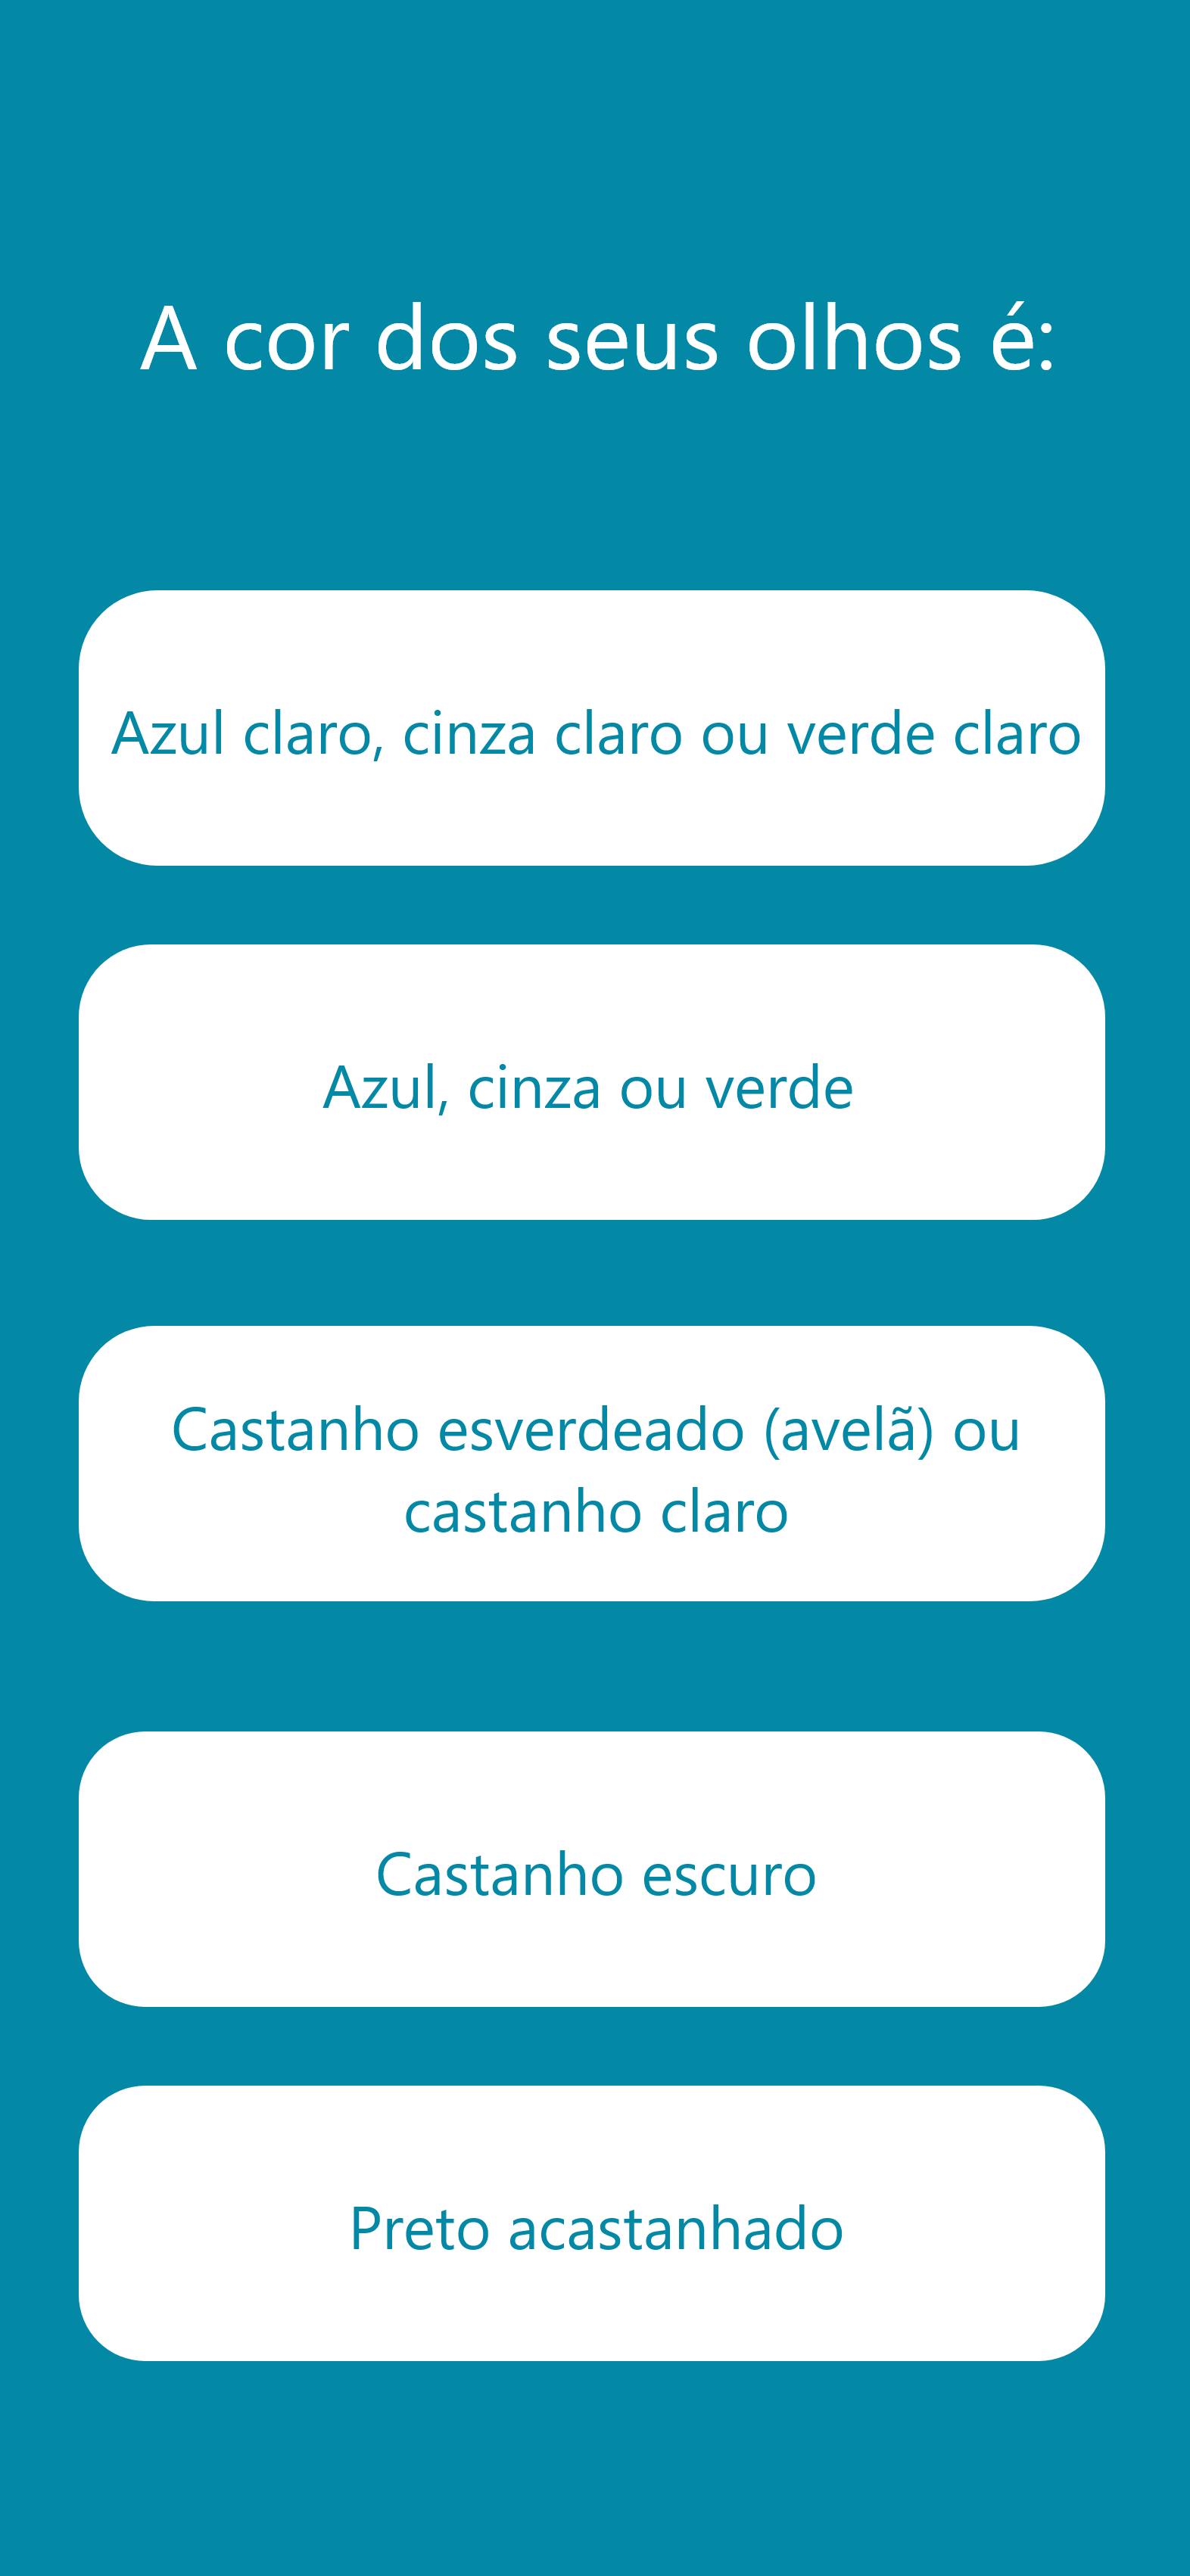 A cor dos seus olhos é:
Azul claro, cinza claro ou verde claro
Azul, cinza ou verde
Castanho esverdeado (avelã) ou
castanho claro
Castanho escuro
Preto acastanhado